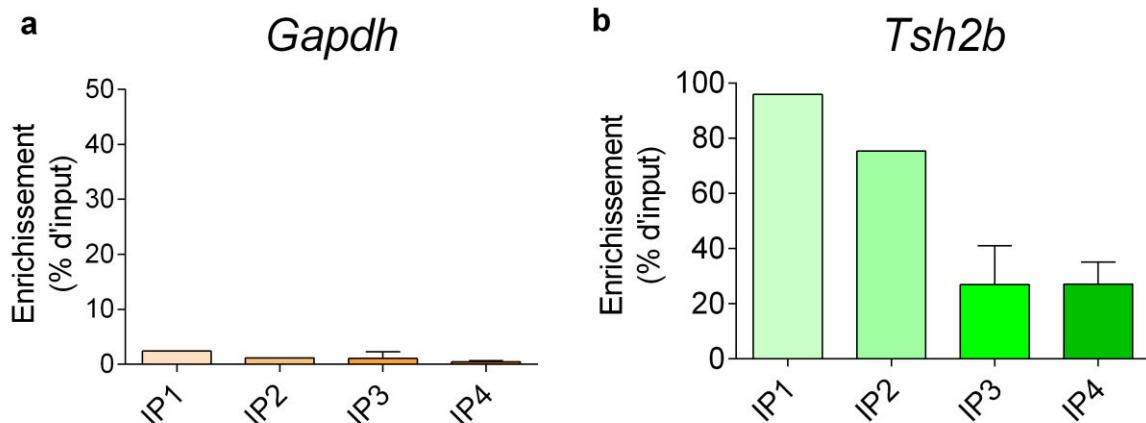 a
Gapdh
Enrichissement
(% d'input)
50
40
30
20
10
0
IP1
IP2
IP3
IP4
b
Tsh2b
Enrichissement
(% d'input)
100
80
60
40
20
0
IP1
IP2
IP3
IP4